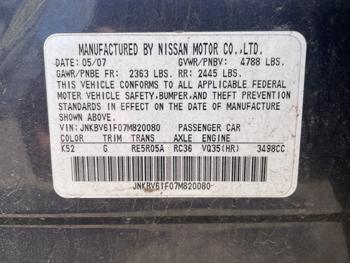 MANUFACTURED BY NISSAN MOTOR CO.,LTD.
DATE: 05/07 GVWR/PNBV: 4788 LBS.
GAWR/PNBE FR: 2363 LBS. RR: 2445 LBS.
THIS VEHICLE CONFORMS TO ALL APPLICABLE FEDERAL
MOTOR VEHICLE SAFETY,BUMPER,AND THEFT PREVENTION
STANDARDS IN EFFECT ON THE DATE OF MANUFACTURE
SHOWN ABOVE.
VIN:JNKBV61F07M820080 PASSENGER CAR
COLOR TRIM TRANS AXLE ENGINE
K52 G RE5R05A RC36 VQ35(HR) 3498CC
JNKBV61F07M820080